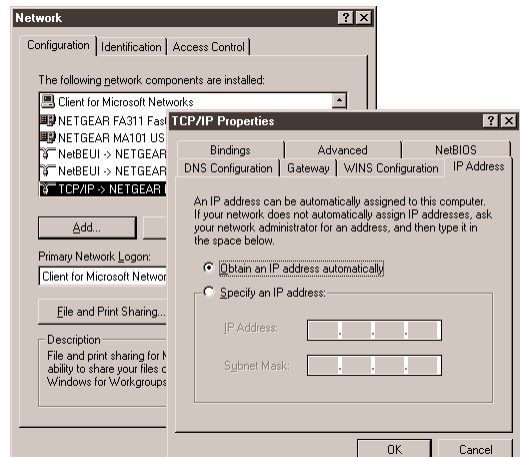 Network
Configuration Identification Access Control
The following network components are installed:
Client for Microsoft Networks
NETGEAR FA311
NETGEAR MA101
NetBEUI -> NETGEAR
NetBEUI -> NETGEAR
TCP/IP -> NETGEAR
Add...
Primary Network Logon:
Client for Microsoft
File and Print Sharing...
Description
File and print sharing for
ability to share your files
Windows for Workgroups
TCP/IP Properties
Bindings Advanced NetBIOS
DNS Configuration Gateway WINS Configuration IP Address
An IP address can be automatically assigned to this computer.
If your network does not automatically assign IP addresses, ask
your network administrator for an address, and then type it in
the space below.
Obtain an IP address automatically
Specify an IP address:
IP Address:
Subnet Mask:
OK Cancel